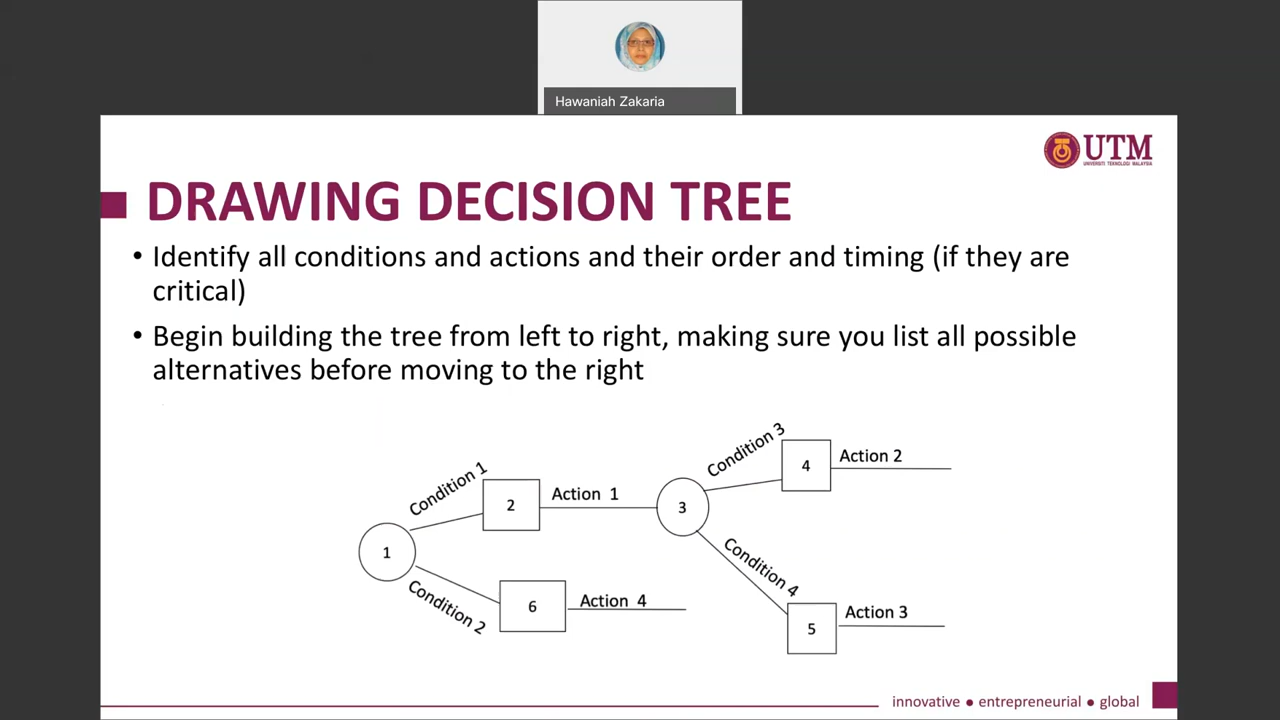 Hawaniah Zakaria
UTM
UNIVERSITI TEKNOLOGI MALAYSIA
DRAWING DECISION TREE
• Identify all conditions and actions and their order and timing (if they are
critical)
• Begin building the tree from left to right, making sure you list all possible
alternatives before moving to the right
Condition 1
2
Action 1
1
Condition 2
6
Action 4
3
Condition 3
4
Action 2
Condition 4
5
Action 3
innovative ● entrepreneurial ● global